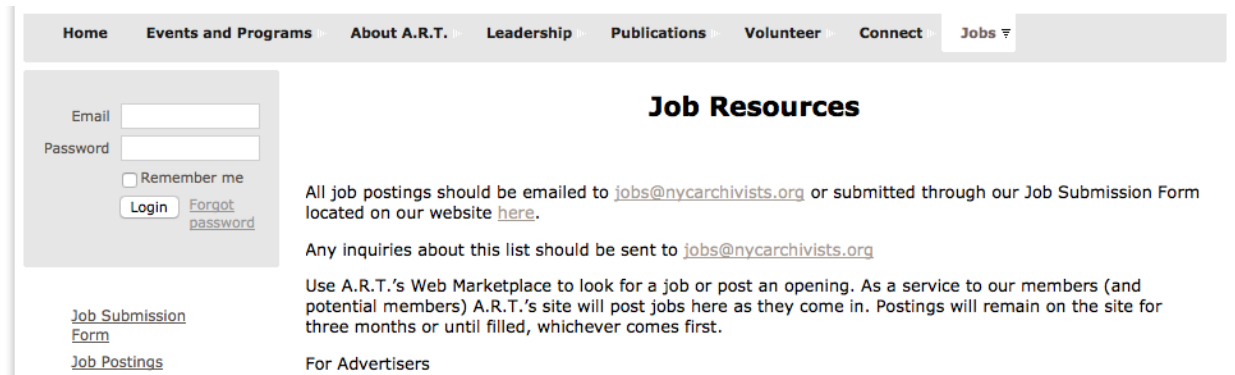 Home Events and Programs About A.R.T. Leadership Publications Volunteer Connect Jobs
Email
Password
Remember me
Login Forgot
password
Job Submission
Form
Job Postings
Job Resources
All job postings should be emailed to jobs@nycarchivists.org or submitted through our Job Submission Form
located on our website here.
Any inquiries about this list should be sent to jobs@nycarchivists.org
Use A.R.T.’s Web Marketplace to look for a job or post an opening. As a service to our members (and
potential members) A.R.T.’s site will post jobs here as they come in. Postings will remain on the site for
three months or until filled, whichever comes first.
For Advertisers